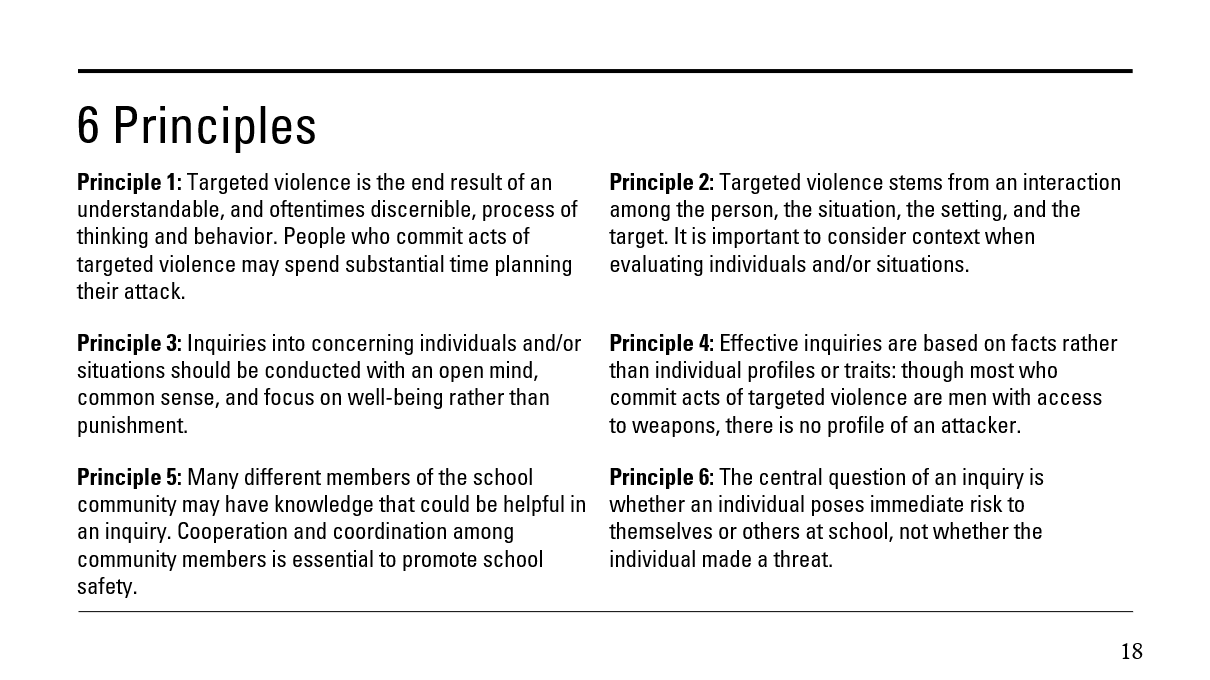 6 Principles
Principle 1: Targeted violence is the end result of an
understandable, and oftentimes discernible, process of
thinking and behavior. People who commit acts of
targeted violence may spend substantial time planning
their attack.
Principle 2: Targeted violence stems from an interaction
among the person, the situation, the setting, and the
target. It is important to consider context when
evaluating individuals and/or situations.
Principle 3: Inquiries into concerning individuals and/or
situations should be conducted with an open mind,
common sense, and focus on well-being rather than
punishment.
Principle 4: Effective inquiries are based on facts rather
than individual profiles or traits: though most who
commit acts of targeted violence are men with access
to weapons, there is no profile of an attacker.
Principle 5: Many different members of the school
community may have knowledge that could be helpful in
an inquiry. Cooperation and coordination among
community members is essential to promote school
safety.
Principle 6: The central question of an inquiry is
whether an individual poses immediate risk to
themselves or others at school, not whether the
individual made a threat.
18